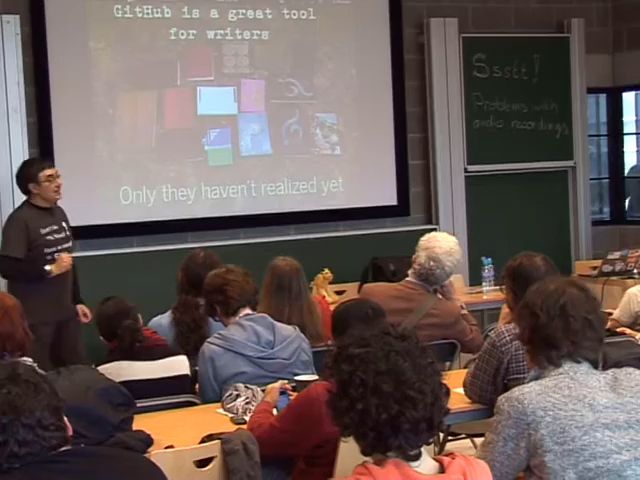 GitHub is a great tool
for writers
Only they haven't realized yet
Ssstt!
Problems with
audio recordings